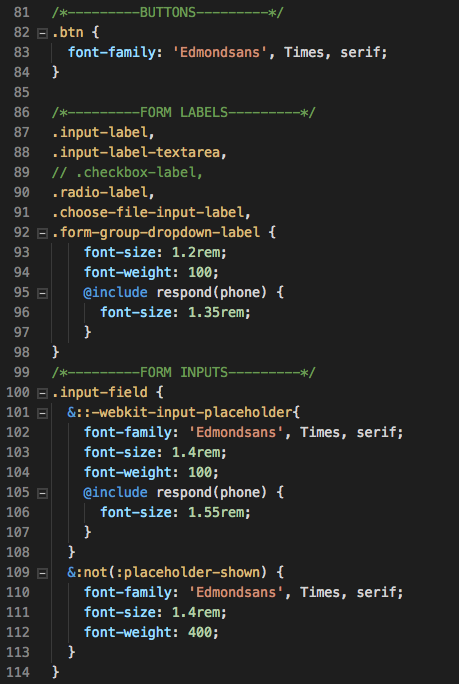 81 /*---------BUTTONS---------*/
82 .btn {
83   font-family: 'Edmondsans', Times, serif;
84 }
85
86 /*---------FORM LABELS---------*/
87 .input-label,
88 .input-label-textarea,
89 // .checkbox-label,
90 .radio-label,
91 .choose-file-input-label,
92 .form-group-dropdown-label {
93     font-size: 1.2rem;
94     font-weight: 100;
95     @include respond(phone) {
96       font-size: 1.35rem;
97     }
98 }
99 /*---------FORM INPUTS---------*/
100 .input-field {
101   &::-webkit-input-placeholder{
102     font-family: 'Edmondsans', Times, serif;
103     font-size: 1.4rem;
104     font-weight: 100;
105     @include respond(phone) {
106       font-size: 1.55rem;
107     }
108   }
109   &:not(:placeholder-shown) {
110     font-family: 'Edmondsans', Times, serif;
111     font-size: 1.4rem;
112     font-weight: 400;
113   }
114 }